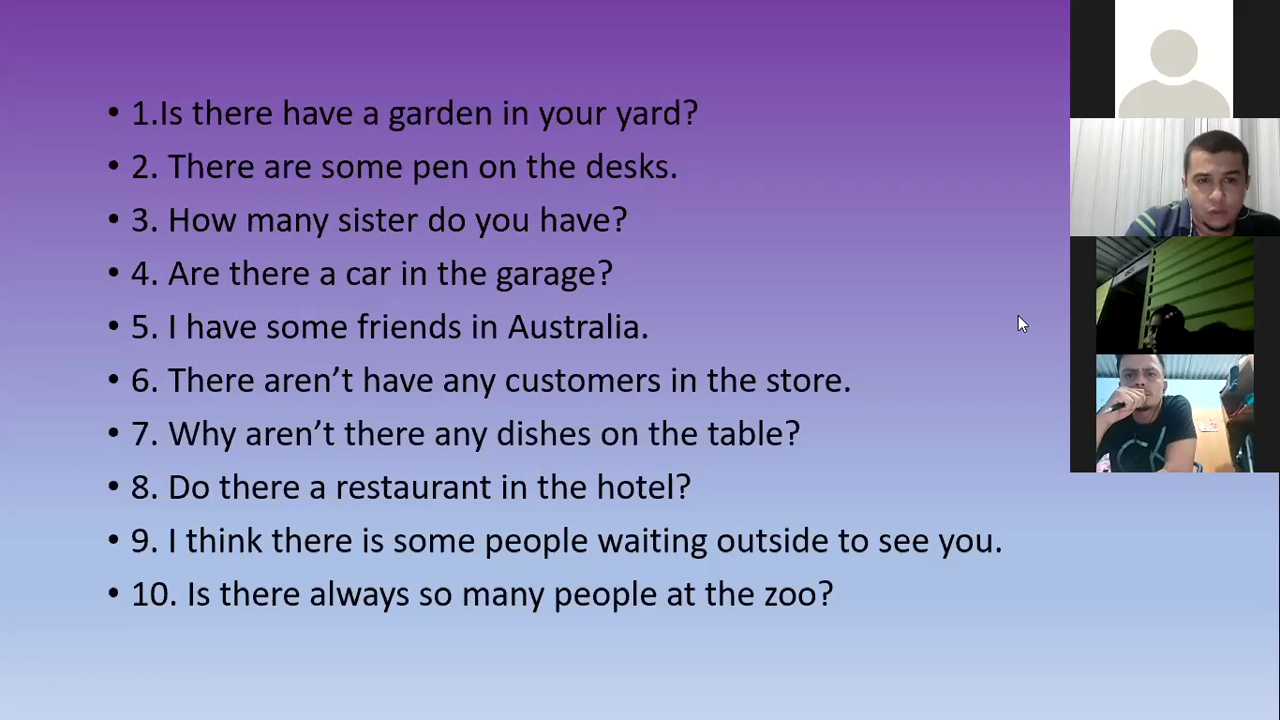 • 1.Is there have a garden in your yard?
• 2. There are some pen on the desks.
• 3. How many sister do you have?
• 4. Are there a car in the garage?
• 5. I have some friends in Australia.
• 6. There aren’t have any customers in the store.
• 7. Why aren’t there any dishes on the table?
• 8. Do there a restaurant in the hotel?
• 9. I think there is some people waiting outside to see you.
• 10. Is there always so many people at the zoo?